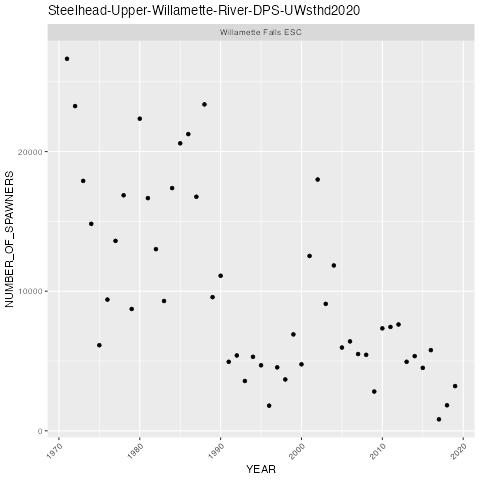 Steelhead-Upper-Willamette-River-DPS-UWsthd2020
Willamette Falls ESC
NUMBER_OF_SPAWNERS
20000
10000
0
1970 1980 1990 2000 2010 2020
YEAR